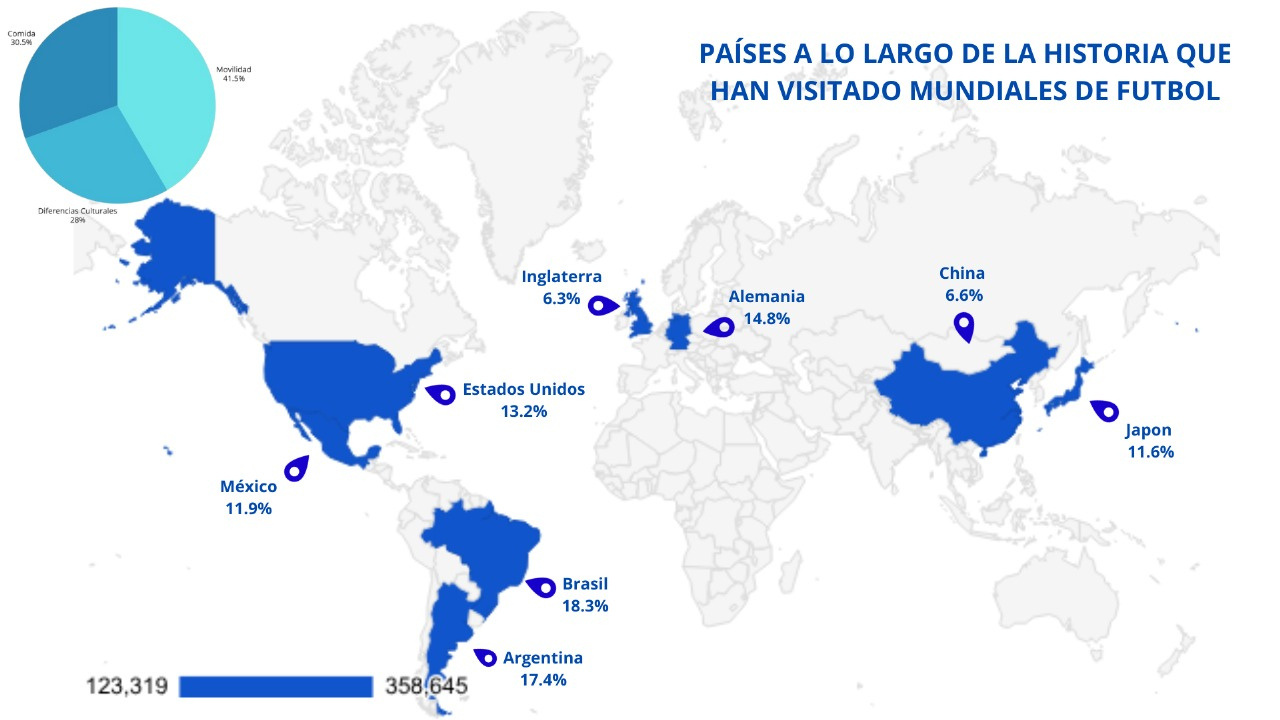 PAÍSES A LO LARGO DE LA HISTORIA QUE
HAN VISITADO MUNDIALES DE FUTBOL
Comida
30.5%
Movilidad
41.5%
Diferencias Culturales
28%
Inglaterra
6.3%
Alemania
14.8%
China
6.6%
Estados Unidos
13.2%
Japon
11.6%
México
11.9%
Brasil
18.3%
Argentina
17.4%
123,319
358,645